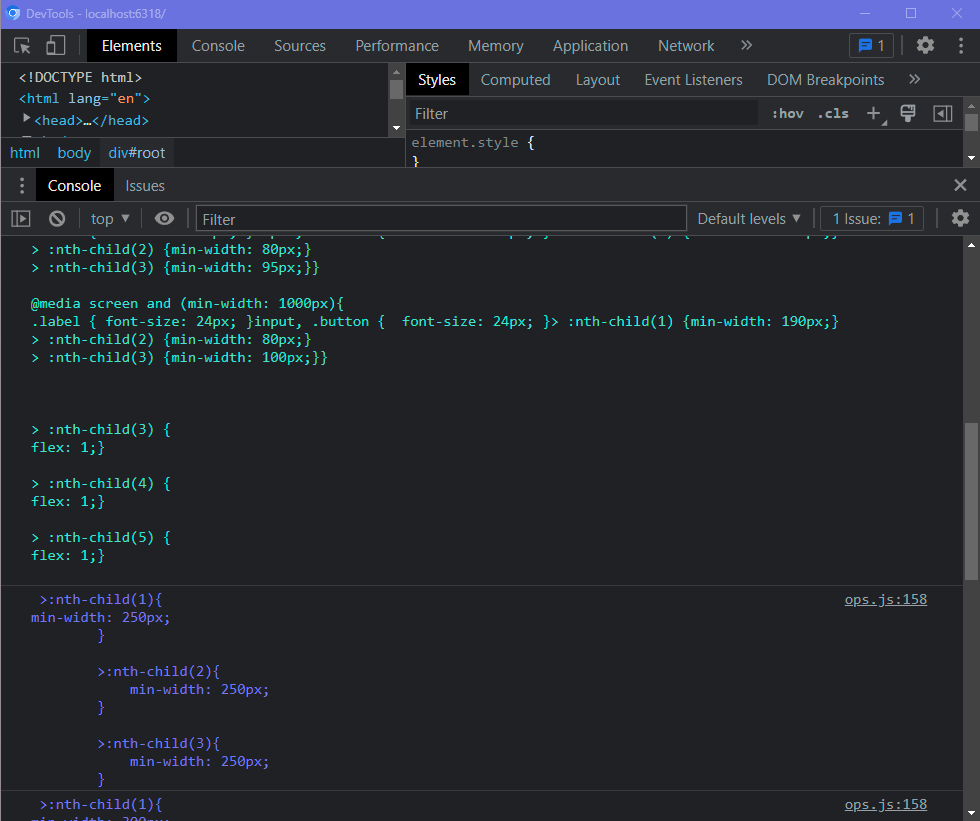 DevTools - localhost:6318/
Elements Console Sources Performance Memory Application Network » 1
<!DOCTYPE html>
<html lang="en">
<head>…</head>
html body div#root
Styles Computed Layout Event Listeners DOM Breakpoints »
Filter :hov .cls +
element.style {
}
Console Issues
top ▼ Filter Default levels ▼ 1 Issue: 1
> :nth-child(2) {min-width: 80px;}
> :nth-child(3) {min-width: 95px;}}
@media screen and (min-width: 1000px){
.label { font-size: 24px; }input, .button {  font-size: 24px; }> :nth-child(1) {min-width: 190px;}
> :nth-child(2) {min-width: 80px;}
> :nth-child(3) {min-width: 100px;}}
> :nth-child(3) {
flex: 1;}
> :nth-child(4) {
flex: 1;}
> :nth-child(5) {
flex: 1;}
>:nth-child(1){ ops.js:158
min-width: 250px;
}
>:nth-child(2){
min-width: 250px;
}
>:nth-child(3){
min-width: 250px;
}
>:nth-child(1){ ops.js:158